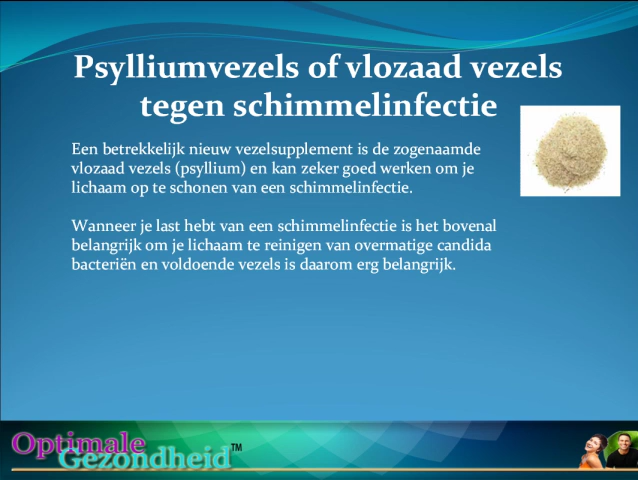 Psylliumvezels of vlozaad vezels
tegen schimmelinfectie
Een betrekkelijk nieuw vezelsupplement is de zogenaamde
vlozaad vezels (psyllium) en kan zeker goed werken om je
lichaam op te schonen van een schimmelinfectie.
Wanneer je last hebt van een schimmelinfectie is het bovenal
belangrijk om je lichaam te reinigen van overmatige candida
bacteriën en voldoende vezels is daarom erg belangrijk.
Optimale
Gezondheid™